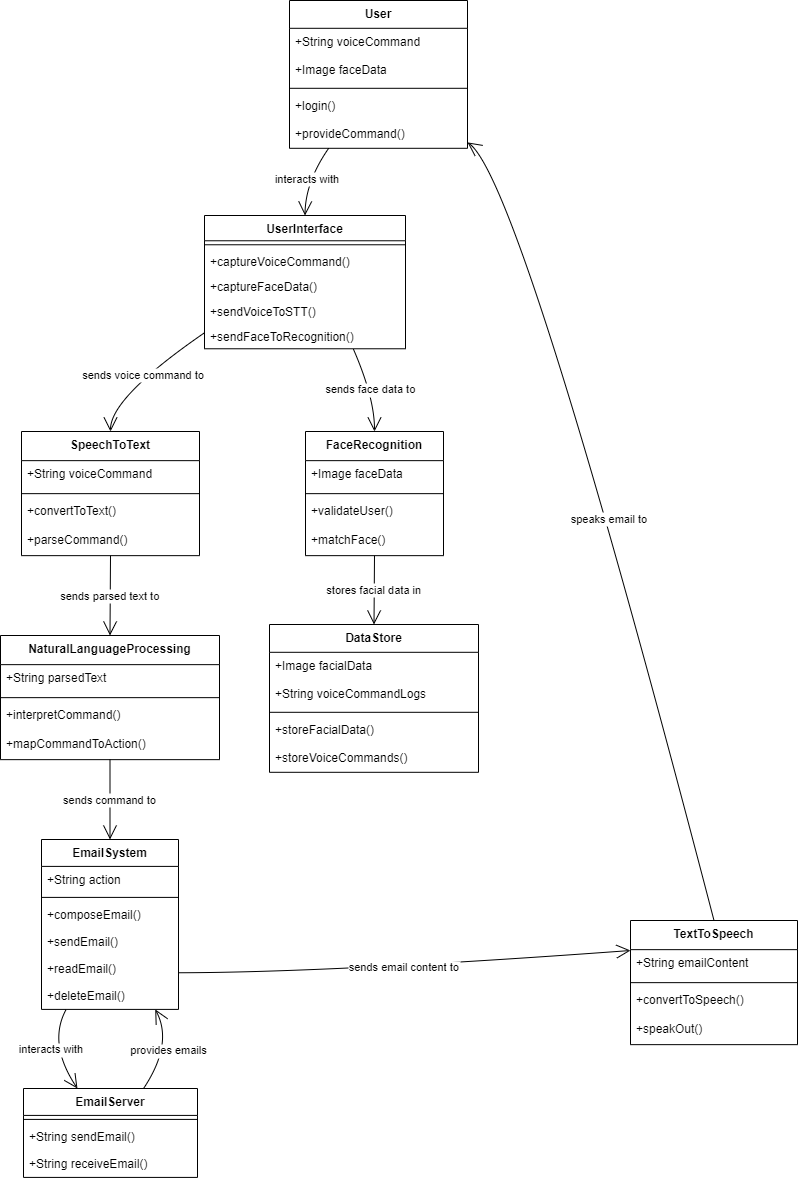 User
+String voiceCommand
+Image faceData
+login()
+provideCommand()
interacts with
UserInterface
+captureVoiceCommand()
+captureFaceData()
+sendVoiceToSTT()
+sendFaceToRecognition()
sends voice command to
sends face data to
SpeechToText
+String voiceCommand
+convertToText()
+parseCommand()
FaceRecognition
+Image faceData
+validateUser()
+matchFace()
speaks email to
sends parsed text to
stores facial data in
NaturalLanguageProcessing
+String parsedText
+interpretCommand()
+mapCommandToAction()
DataStore
+Image facialData
+String voiceCommandLogs
+storeFacialData()
+storeVoiceCommands()
sends command to
EmailSystem
+String action
+composeEmail()
+sendEmail()
+readEmail()
+deleteEmail()
sends email content to
TextToSpeech
+String emailContent
+convertToSpeech()
+speakOut()
interacts with
provides emails
EmailServer
+String sendEmail()
+String receiveEmail()